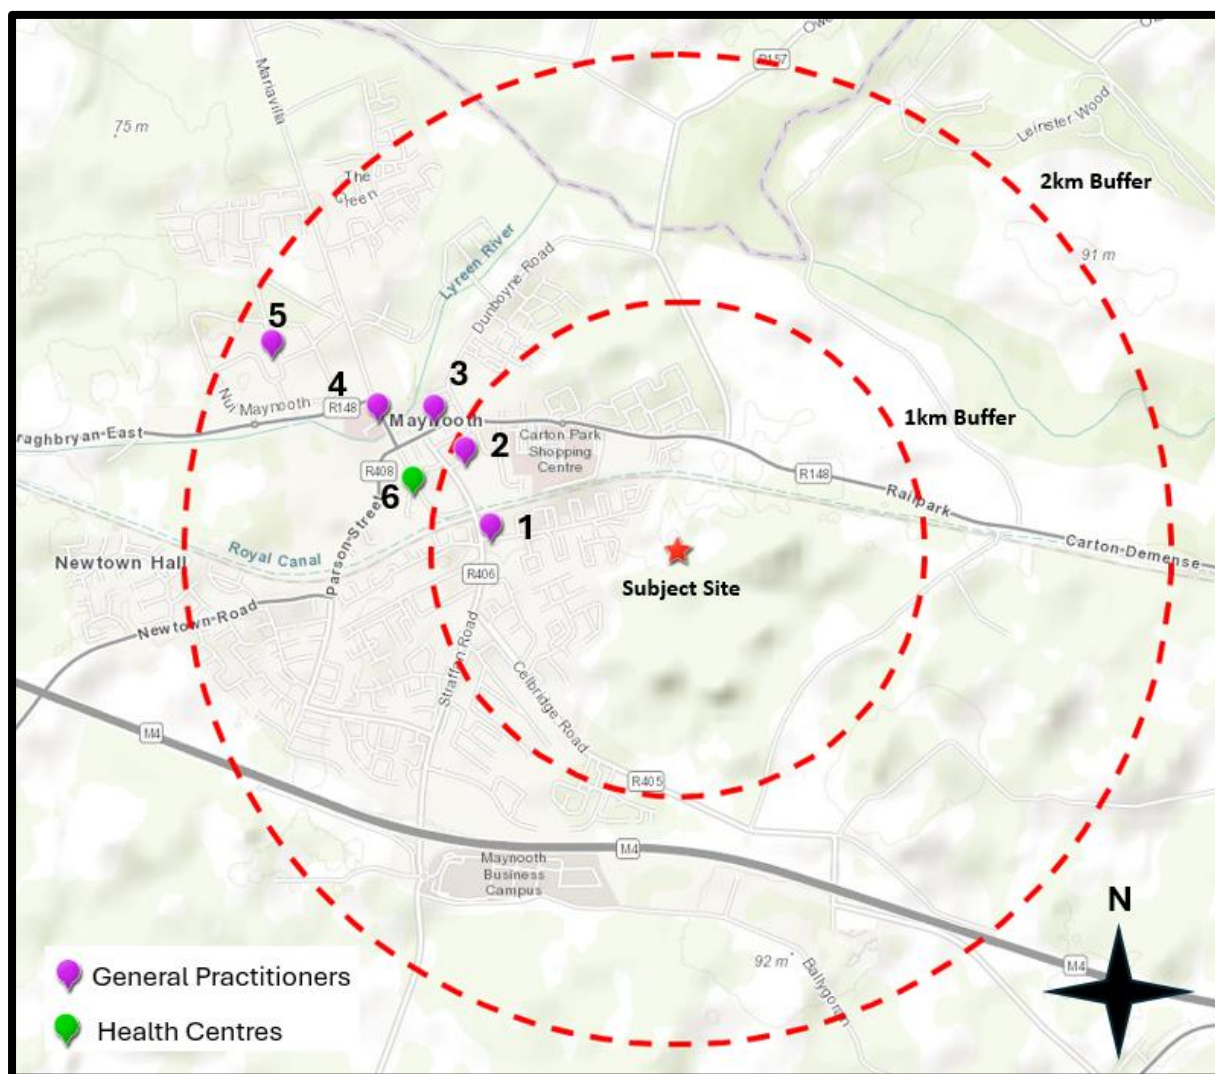 R157
Mariavilla
75 m
The
Green
Leinster Wood
2km Buffer
91 m
Lyreen River
Dunboyne-Road
5
4
3
R148
Maynooth
Maynooth
1km Buffer
Carton Park
Shopping
Centre
2
raghbryan-East
R408
6
R148
Railpark
1
Parson-Street
Royal Canal
Newtown Hall
R406
Carton-Demense
Subject Site
Newtown-Road
Straffan Road
Celbridge Road
M4
R405
M4
Maynooth
Business
Campus
N
92 m
Ballygoran
M4
General Practitioners
Health Centres